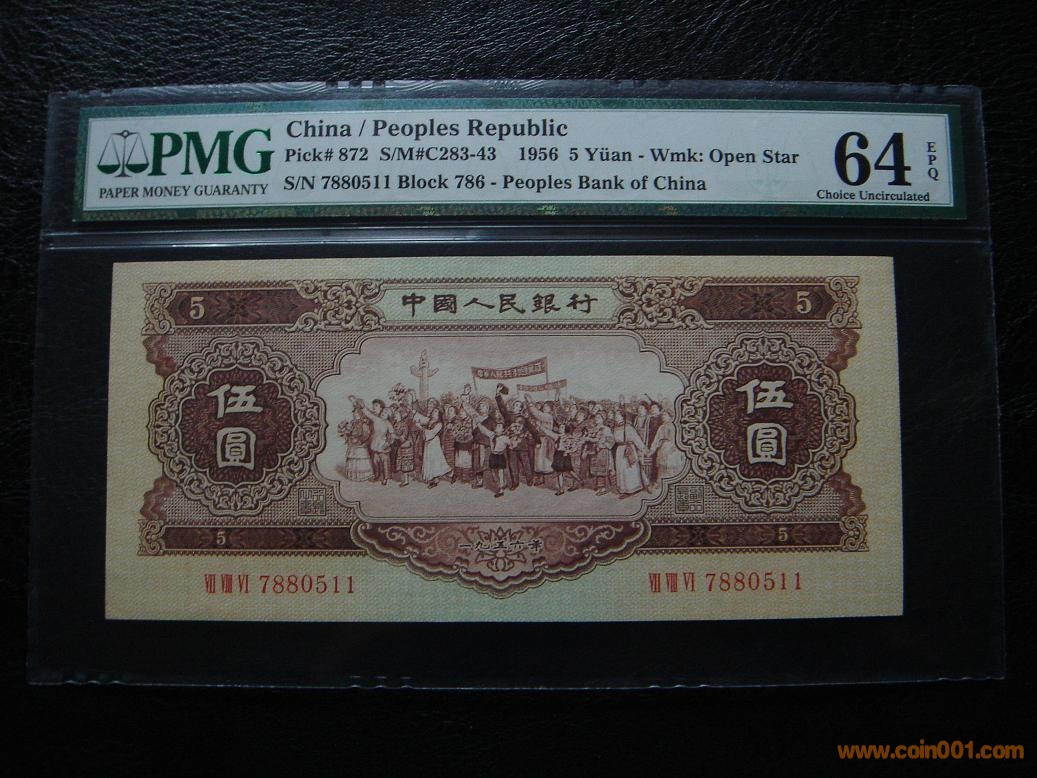 PMG
PAPER MONEY GUARANTY
China / Peoples Republic
Pick# 872 S/M#C283-43 1956 5 Yüan - Wmk: Open Star
S/N 7880511 Block 786 - Peoples Bank of China
64
EPQ
Choice Uncirculated
5
中國人民銀行
5
伍圓
伍圓
5
一九五六年
5
Ⅶ Ⅷ Ⅵ 7880511
Ⅶ Ⅷ Ⅵ 7880511
www.coin001.com